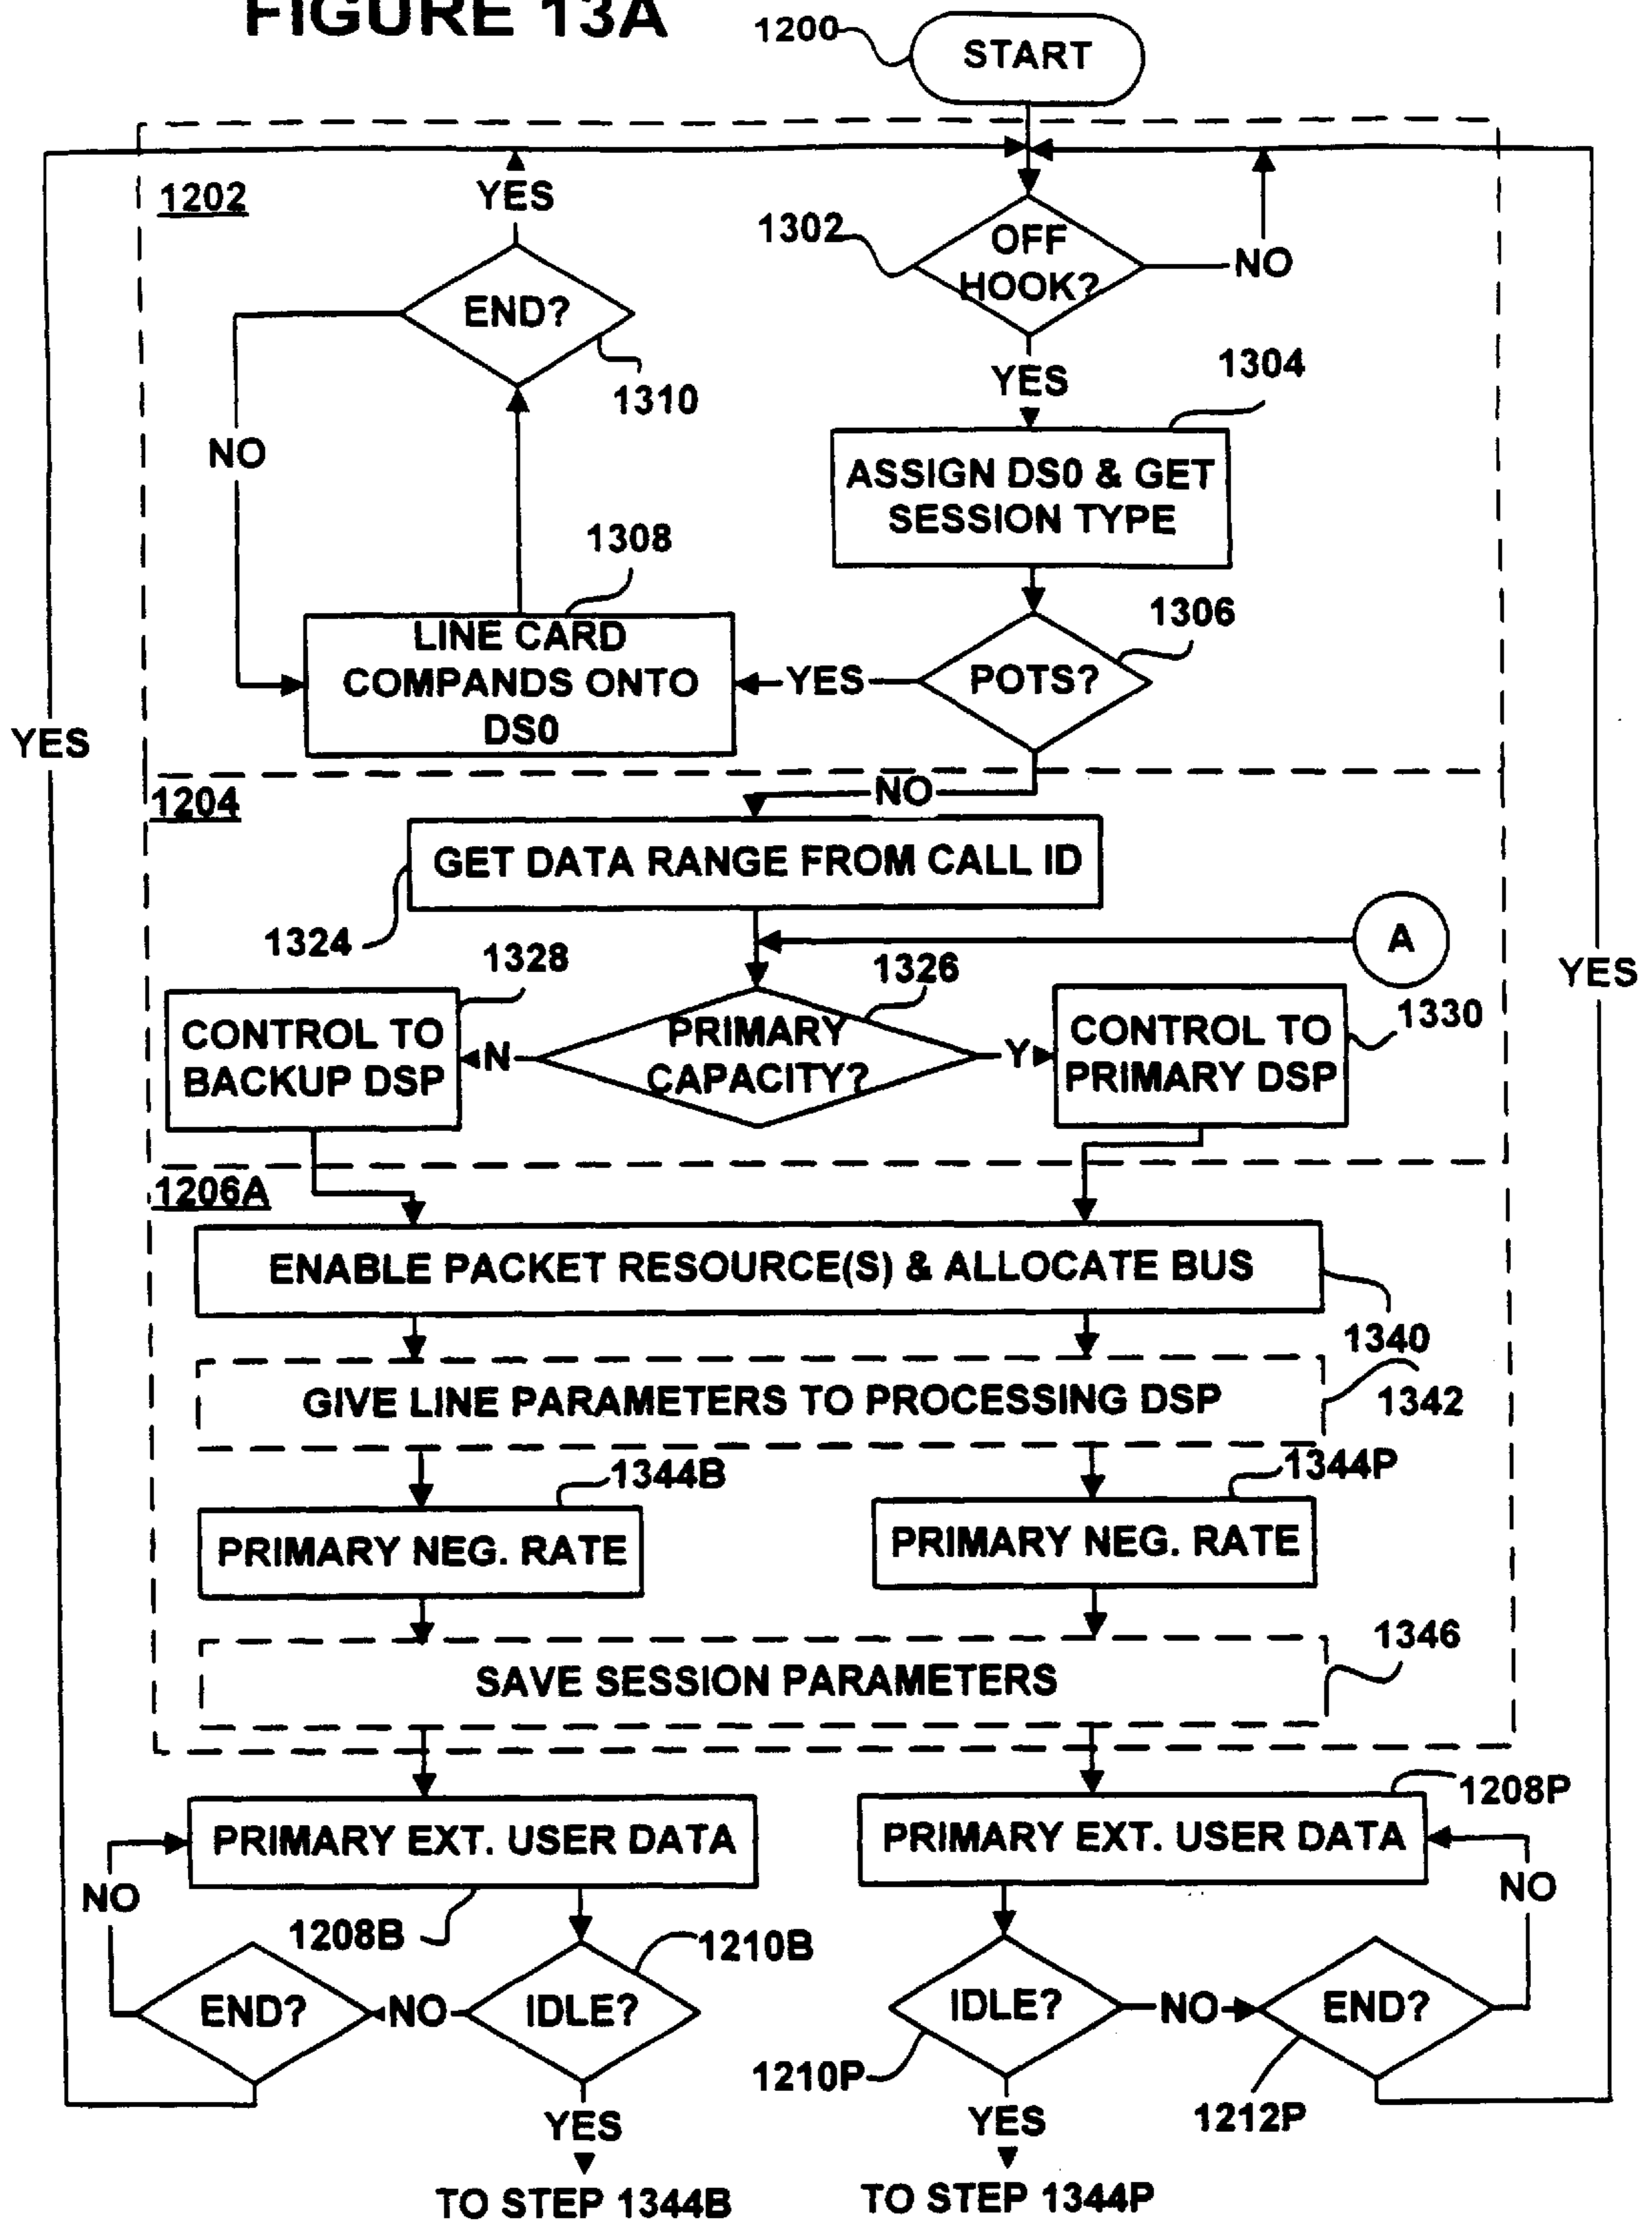 FIGURE 13A
1200
START
1202
YES
1302
OFF
HOOK?
NO
END?
1310
YES
1304
NO
ASSIGN DS0 & GET
SESSION TYPE
1308
1306
LINE CARD
COMPANDS ONTO
DS0
YES
POTS?
YES
1204
NO
GET DATA RANGE FROM CALL ID
1324
A
1328
1326
YES
1330
CONTROL TO
BACKUP DSP
N
PRIMARY
CAPACITY?
Y
CONTROL TO
PRIMARY DSP
1206A
ENABLE PACKET RESOURCE(S) & ALLOCATE BUS
1340
GIVE LINE PARAMETERS TO PROCESSING DSP
1342
1344B
1344P
PRIMARY NEG. RATE
PRIMARY NEG. RATE
1346
SAVE SESSION PARAMETERS
1208P
PRIMARY EXT. USER DATA
PRIMARY EXT. USER DATA
NO
NO
1208B
1210B
END?
NO
IDLE?
IDLE?
NO
END?
1210P
1212P
YES
YES
TO STEP 1344B
TO STEP 1344P